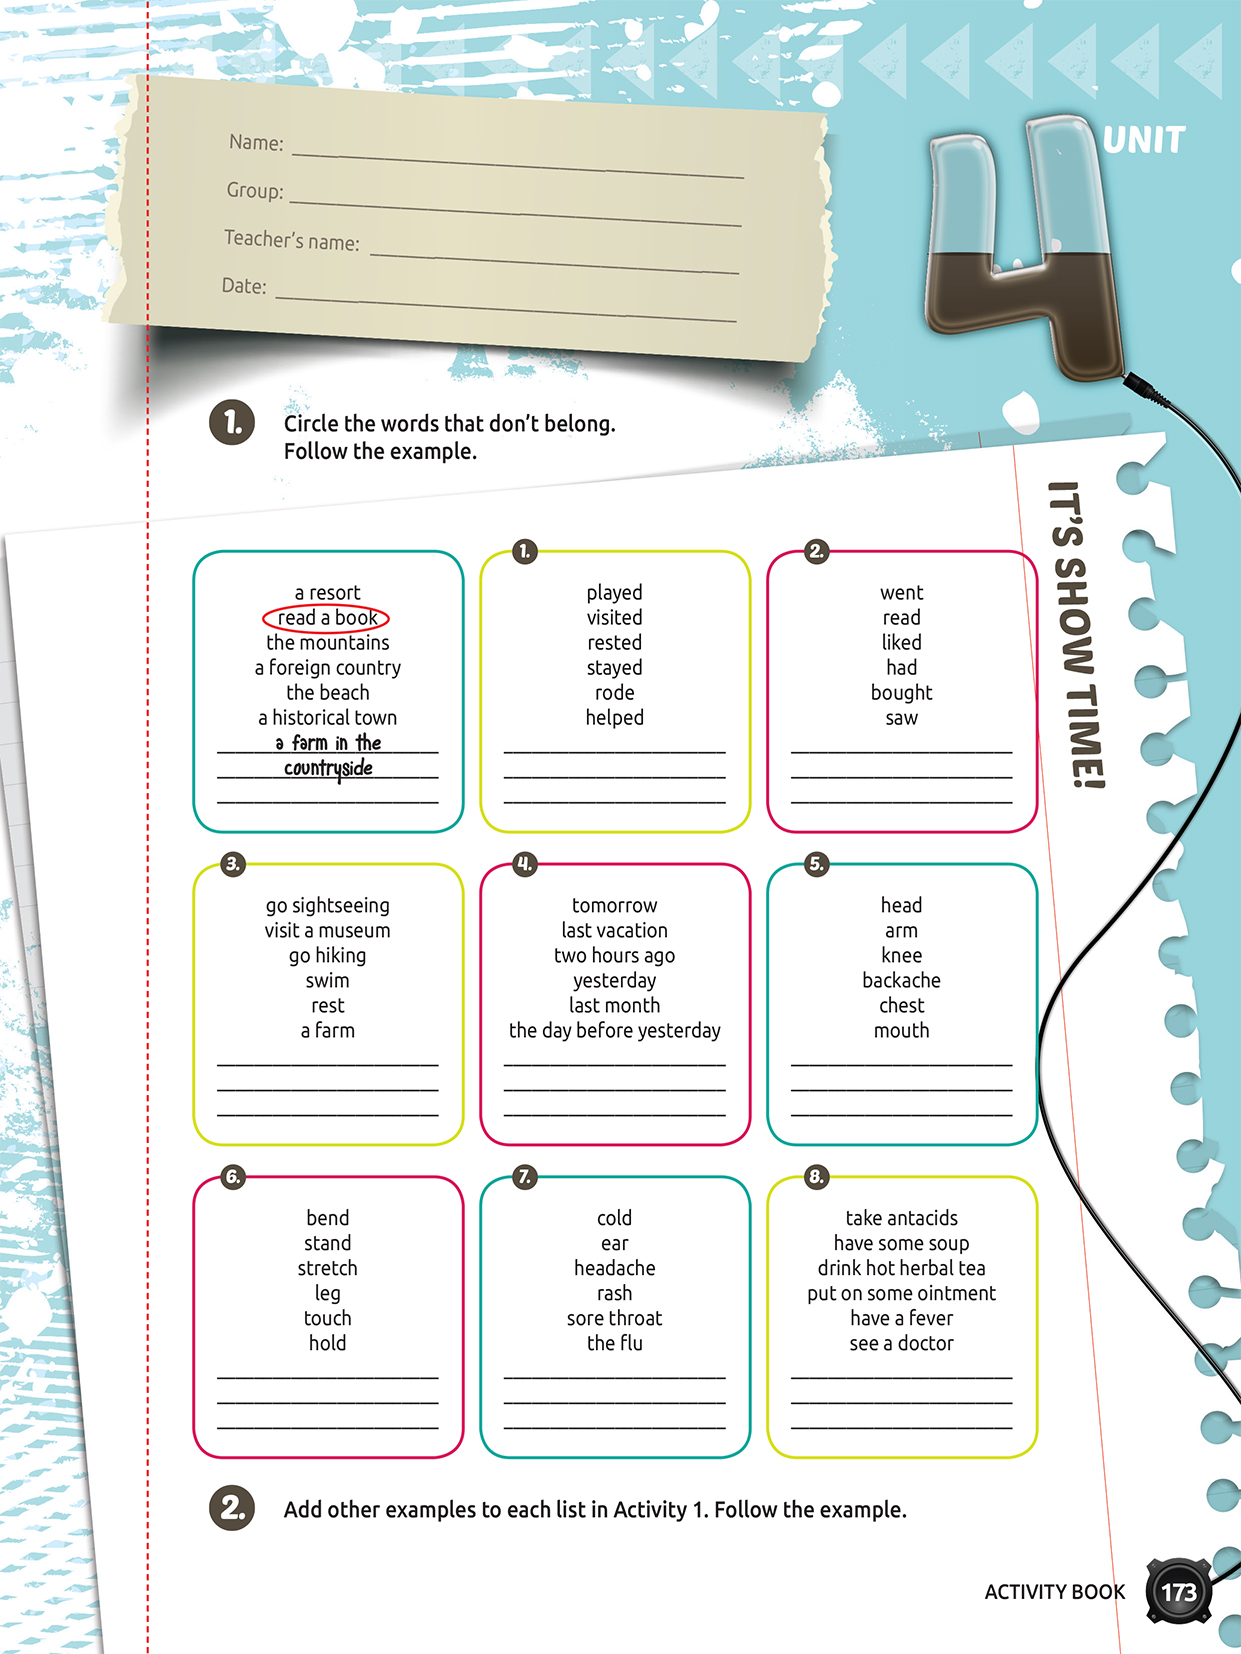 Name:
Group:
Teacher's name:
Date:
4
UNIT
1.
Circle the words that don't belong.
Follow the example.
IT'S SHOW TIME!
a resort
read a book
the mountains
a foreign country
the beach
a historical town
a farm in the
countryside
1.
played
visited
rested
stayed
rode
helped
2.
went
read
liked
had
bought
saw
3.
go sightseeing
visit a museum
go hiking
swim
rest
a farm
4.
tomorrow
last vacation
two hours ago
yesterday
last month
the day before yesterday
5.
head
arm
knee
backache
chest
mouth
6.
bend
stand
stretch
leg
touch
hold
7.
cold
ear
headache
rash
sore throat
the flu
8.
take antacids
have some soup
drink hot herbal tea
put on some ointment
have a fever
see a doctor
2.
Add other examples to each list in Activity 1. Follow the example.
ACTIVITY BOOK 173